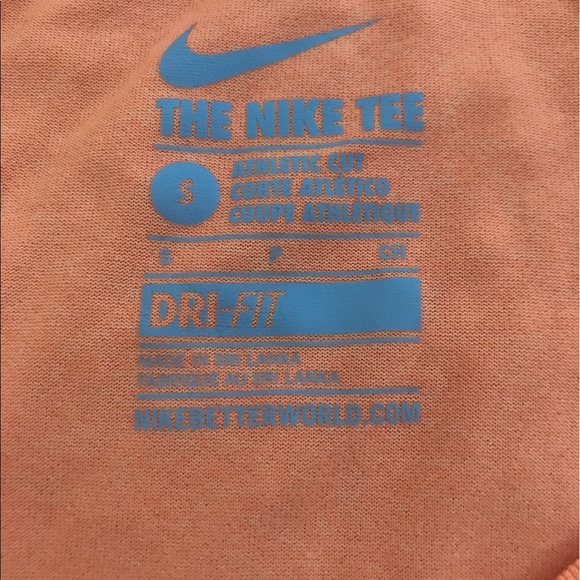 THE NIKE TEE
S
ATHLETIC CUT
CORTE ATLÉTICO
COUPE ATHLÉTIQUE
S P CH
DRI-FIT
MADE IN SRI LANKA
FABRIQUÉ AU SRI LANKA
NIKEBETTERWORLD.COM